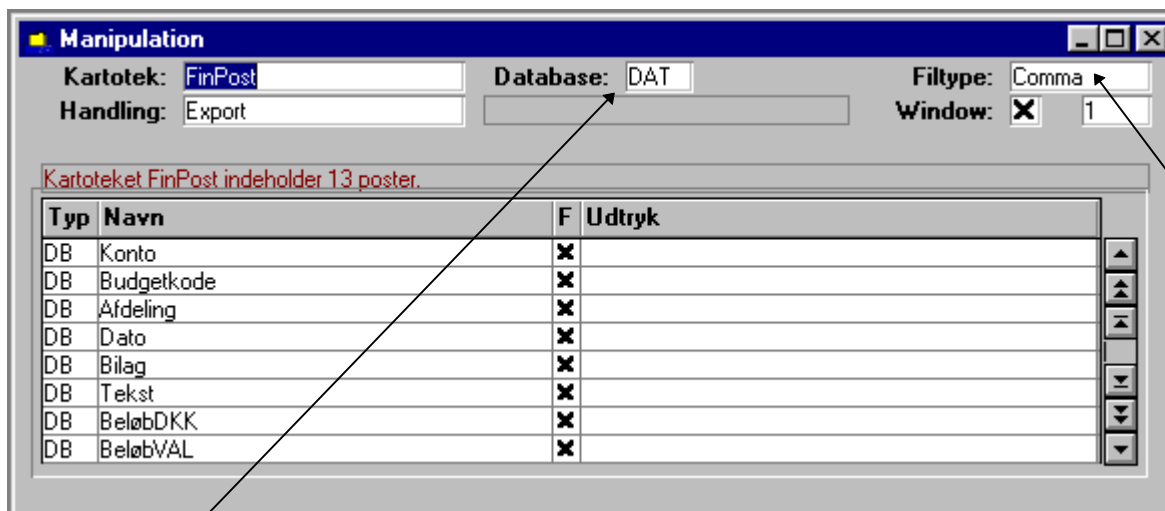 Manipulation
Kartotek: FinPost Database: DAT Filtype: Comma
Handling: Export Window: 1
Kartoteket FinPost indeholder 13 poster.
Typ Navn F Udtryk
DB Konto
DB Budgetkode
DB Afdeling
DB Dato
DB Bilag
DB Tekst
DB BeløbDKK
DB BeløbVAL